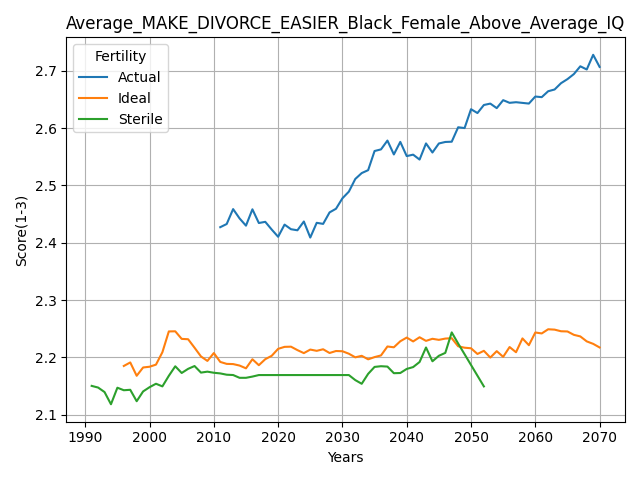 Average_MAKE_DIVORCE_EASIER_Black_Female_Above_Average_IQ
Fertility
Actual
Ideal
Sterile
Score(1-3)
2.7
2.6
2.5
2.4
2.3
2.2
2.1
1990 2000 2010 2020 2030 2040 2050 2060 2070
Years